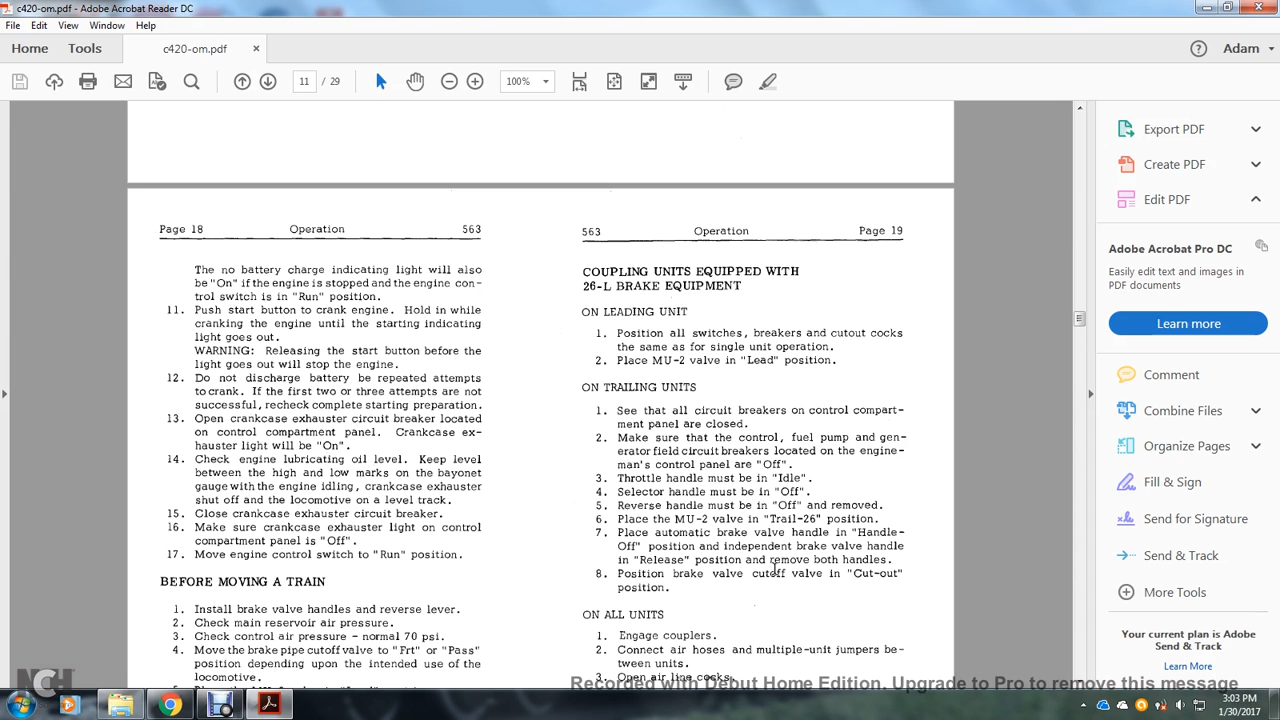 c420-om.pdf - Adobe Acrobat Reader DC
File Edit View Window Help
Home Tools c420-om.pdf × ? Adam
11 / 29 100%
Page 18 Operation 563
The no battery charge indicating light will also
be "On" if the engine is stopped and the engine con-
trol switch is in "Run" position.
11. Push start button to crank engine. Hold in while
cranking the engine until the starting indicating
light goes out.
WARNING: Releasing the start button before the
light goes out will stop the engine.
12. Do not discharge battery be repeated attempts
to crank. If the first two or three attempts are not
successful, recheck complete starting preparation.
13. Open crankcase exhauster circuit breaker located
on control compartment panel. Crankcase ex-
hauster light will be "On".
14. Check engine lubricating oil level. Keep level
between the high and low marks on the bayonet
gauge with the engine idling, crankcase exhauster
shut off and the locomotive on a level track.
15. Close crankcase exhauster circuit breaker.
16. Make sure crankcase exhauster light on control
compartment panel is "Off".
17. Move engine control switch to "Run" position.
BEFORE MOVING A TRAIN
1. Install brake valve handles and reverse lever.
2. Check main reservoir air pressure.
3. Check control air pressure - normal 70 psi.
4. Move the brake pipe cutoff valve to "Frt" or "Pass"
position depending upon the intended use of the
locomotive.
563 Operation Page 19
COUPLING UNITS EQUIPPED WITH
26-L BRAKE EQUIPMENT
ON LEADING UNIT
1. Position all switches, breakers and cutout cocks
the same as for single unit operation.
2. Place MU-2 valve in "Lead" position.
ON TRAILING UNITS
1. See that all circuit breakers on control compart-
ment panel are closed.
2. Make sure that the control, fuel pump and gen-
erator field circuit breakers located on the engine-
man's control panel are "Off".
3. Throttle handle must be in "Idle".
4. Selector handle must be in "Off".
5. Reverse handle must be in "Off" and removed.
6. Place the MU-2 valve in "Trail-26" position.
7. Place automatic brake valve handle in "Handle-
Off" position and independent brake valve handle
in "Release" position and remove both handles.
8. Position brake valve cutoff valve in "Cut-out"
position.
ON ALL UNITS
1. Engage couplers.
2. Connect air hoses and multiple-unit jumpers be-
tween units.
3. Open air line cocks.
Export PDF
Create PDF
Edit PDF
Adobe Acrobat Pro DC
Easily edit text and images in
PDF documents
Learn more
Comment
Combine Files
Organize Pages
Fill & Sign
Send for Signature
Send & Track
More Tools
Your current plan is Adobe
Send & Track
Learn More
Recorded with Debut Home Edition. Upgrade to Pro to remove this message
NCH
3:03 PM
1/30/2017